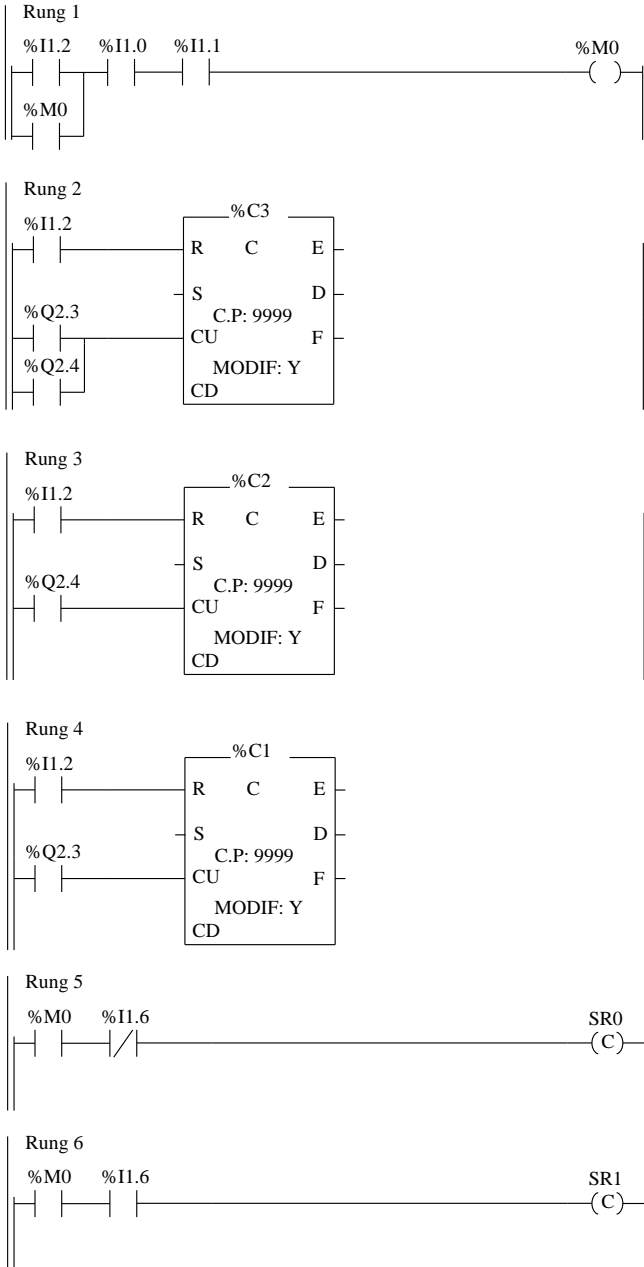 Rung 1
%I1.2 %I1.0 %I1.1 %M0
%M0
Rung 2
%I1.2 %C3
R C E
S D
%Q2.3 C.P: 9999
CU F
%Q2.4 MODIF: Y
CD
Rung 3
%I1.2 %C2
R C E
S D
%Q2.4 C.P: 9999
CU F
MODIF: Y
CD
Rung 4
%I1.2 %C1
R C E
S D
%Q2.3 C.P: 9999
CU F
MODIF: Y
CD
Rung 5
%M0 %I1.6 SR0
C
Rung 6
%M0 %I1.6 SR1
C